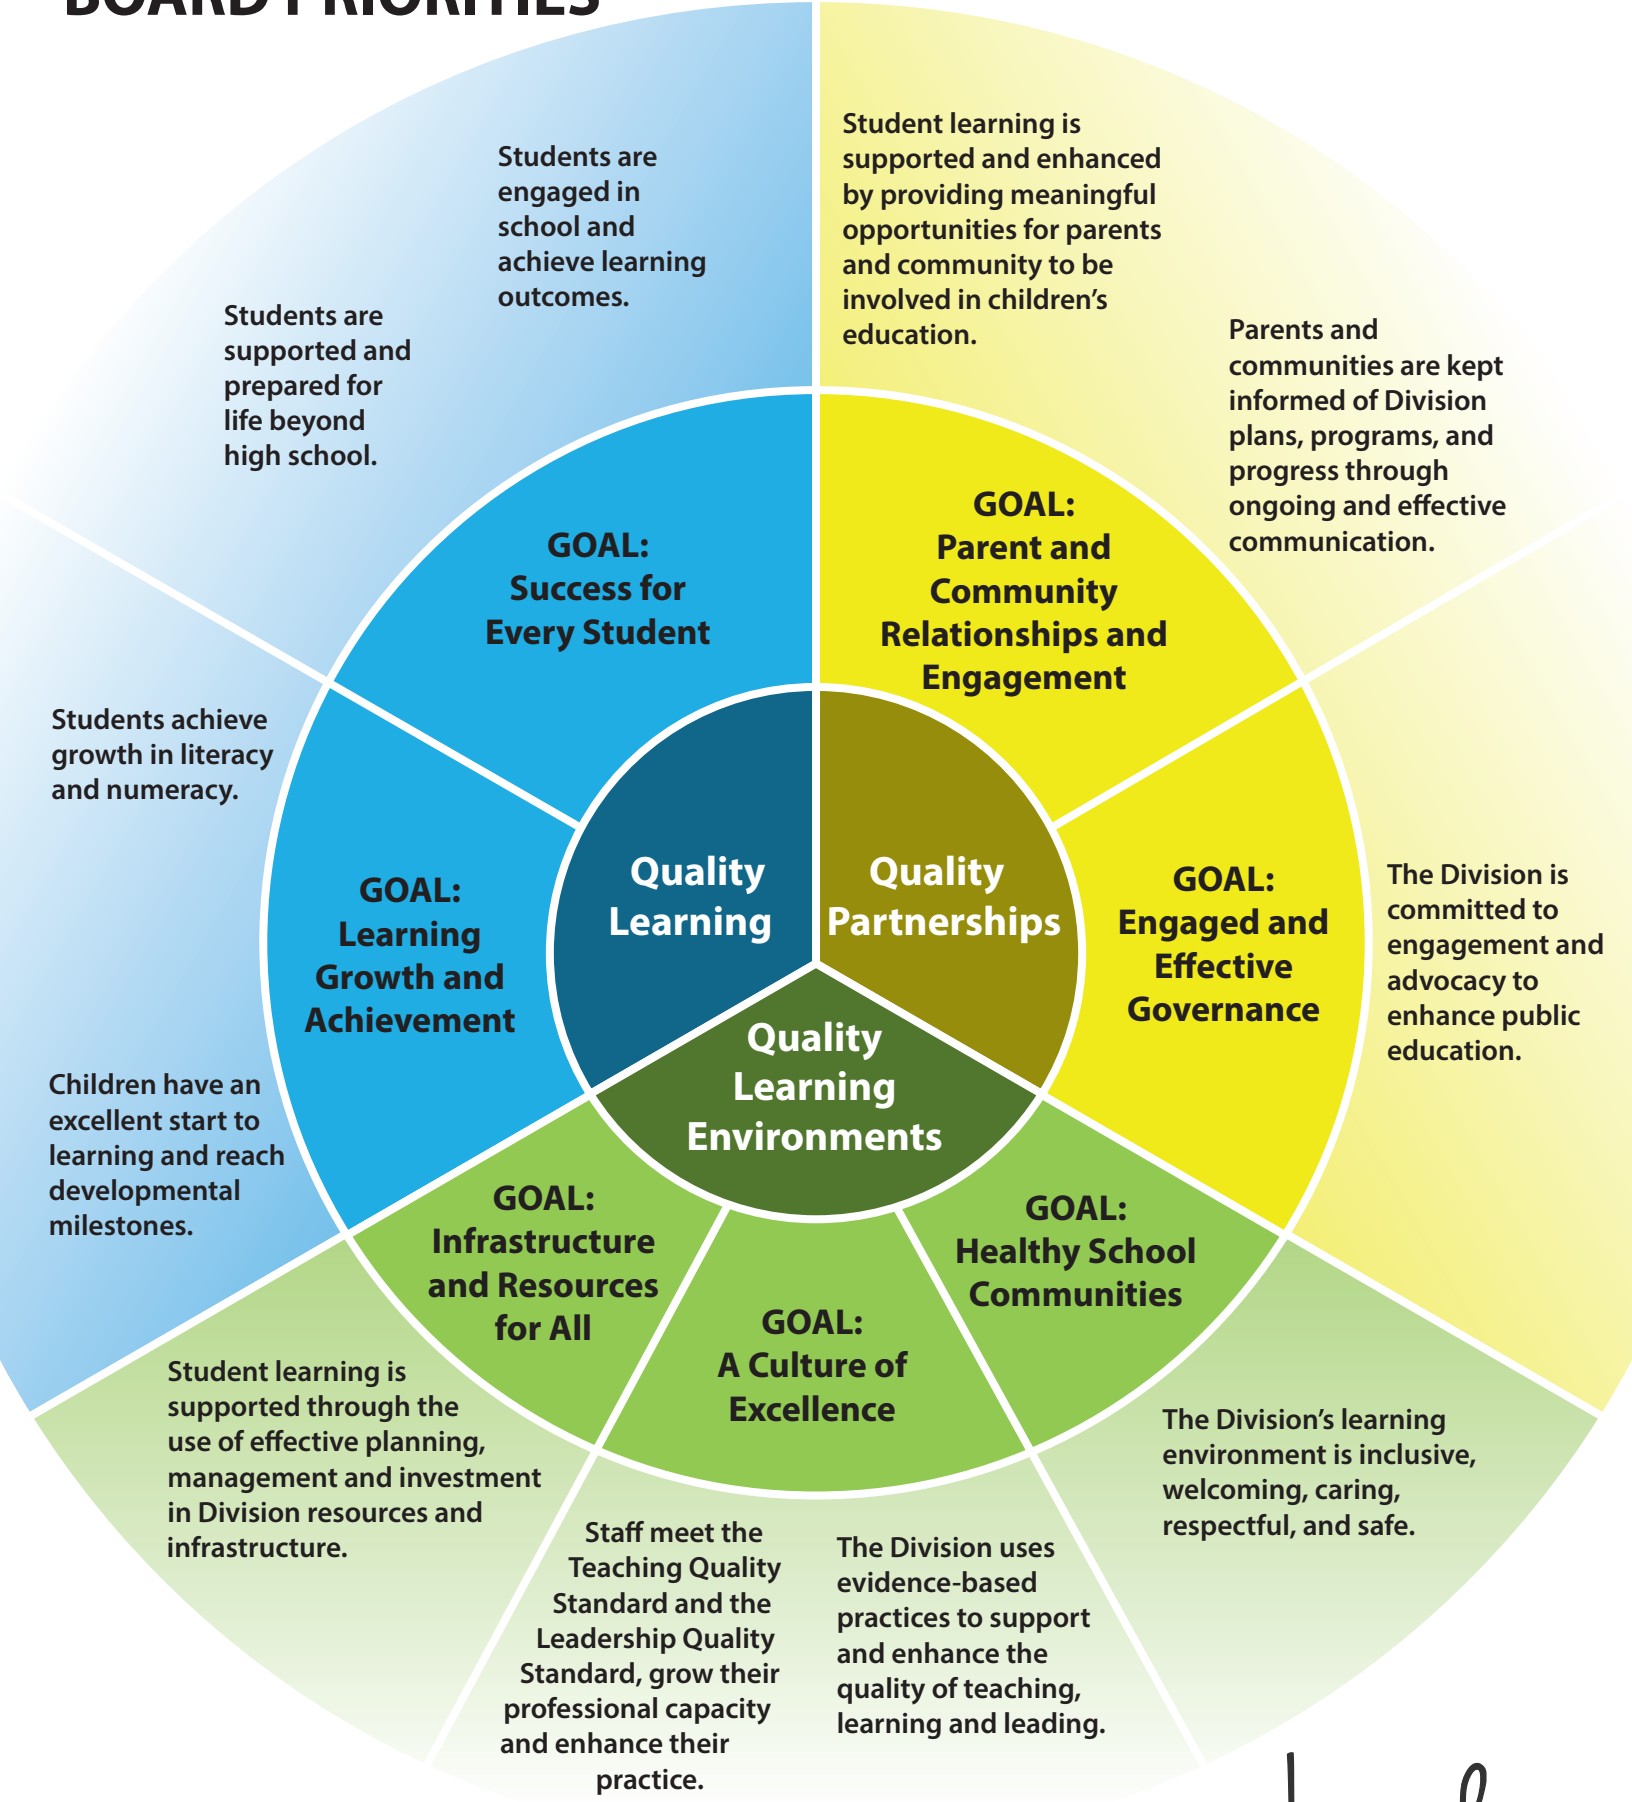 BOARD PRIORITIES
Students are
engaged in
school and
achieve learning
outcomes.
Students are
supported and
prepared for
life beyond
high school.
Student learning is
supported and enhanced
by providing meaningful
opportunities for parents
and community to be
involved in children’s
education.
Parents and
communities are kept
informed of Division
plans, programs, and
progress through
ongoing and effective
communication.
GOAL:
Success for
Every Student
GOAL:
Parent and
Community
Relationships and
Engagement
Students achieve
growth in literacy
and numeracy.
Children have an
excellent start to
learning and reach
developmental
milestones.
GOAL:
Learning
Growth and
Achievement
Quality
Learning
Quality
Partnerships
GOAL:
Engaged and
Effective
Governance
The Division is
committed to
engagement and
advocacy to
enhance public
education.
Quality
Learning
Environments
GOAL:
Infrastructure
and Resources
for All
GOAL:
A Culture of
Excellence
GOAL:
Healthy School
Communities
Student learning is
supported through the
use of effective planning,
management and investment
in Division resources and
infrastructure.
Staff meet the
Teaching Quality
Standard and the
Leadership Quality
Standard, grow their
professional capacity
and enhance their
practice.
The Division uses
evidence-based
practices to support
and enhance the
quality of teaching,
learning and leading.
The Division’s learning
environment is inclusive,
welcoming, caring,
respectful, and safe.